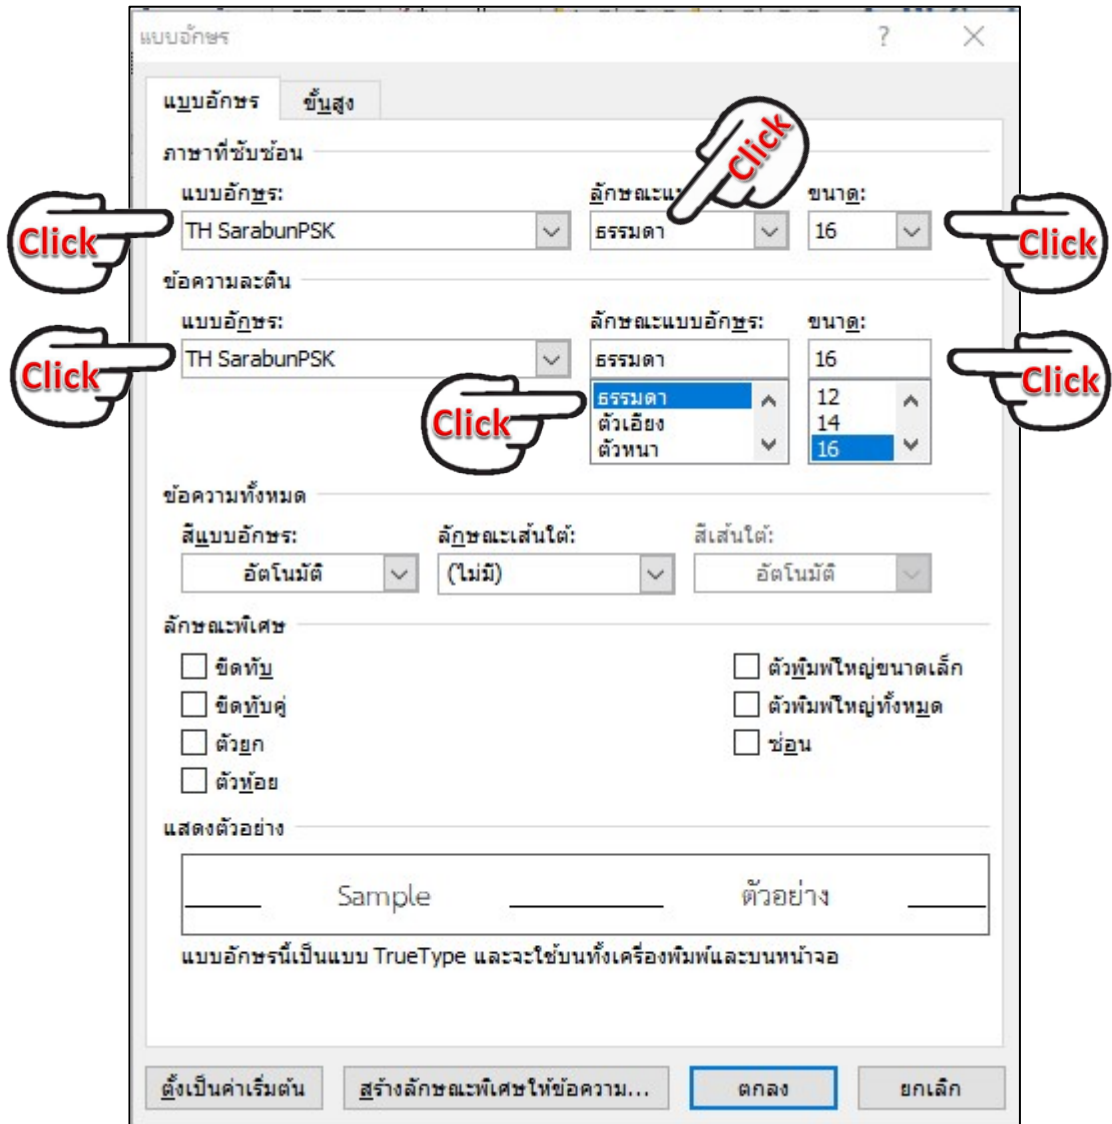 แบบอักษร ?
แบบอักษร ขั้นสูง
ภาษาที่ซับซ้อน
แบบอักษร: ลักษณะแบ ขนาด:
TH SarabunPSK ธรรมดา 16
Click Click Click
ข้อความละติน
แบบอักษร: ลักษณะแบบอักษร: ขนาด:
TH SarabunPSK ธรรมดา 16
Click Click Click
ธรรมดา 12
ตัวเอียง 14
ตัวหนา 16
ข้อความทั้งหมด
สีแบบอักษร: ลักษณะเส้นใต้: สีเส้นใต้:
อัตโนมัติ (ไม่มี) อัตโนมัติ
ลักษณะพิเศษ
ขีดทับ ตัวพิมพ์ใหญ่ขนาดเล็ก
ขีดทับคู่ ตัวพิมพ์ใหญ่ทั้งหมด
ตัวยก ซ่อน
ตัวห้อย
แสดงตัวอย่าง
Sample ตัวอย่าง
แบบอักษรนี้เป็นแบบ TrueType และจะใช้บนทั้งเครื่องพิมพ์และบนหน้าจอ
ตั้งเป็นค่าเริ่มต้น สร้างลักษณะพิเศษให้ข้อความ... ตกลง ยกเลิก